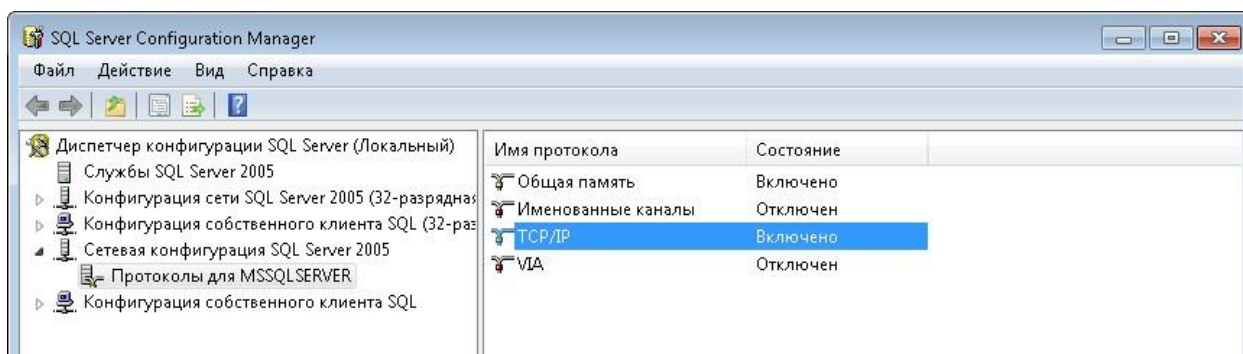 SQL Server Configuration Manager
Файл Действие Вид Справка
Диспетчер конфигурации SQL Server (Локальный)
Службы SQL Server 2005
Конфигурация сети SQL Server 2005 (32-разрядная
Конфигурация собственного клиента SQL (32-раз
Сетевая конфигурация SQL Server 2005
Протоколы для MSSQLSERVER
Конфигурация собственного клиента SQL
Имя протокола Состояние
Общая память Включено
Именованные каналы Отключен
TCP/IP Включено
VIA Отключен